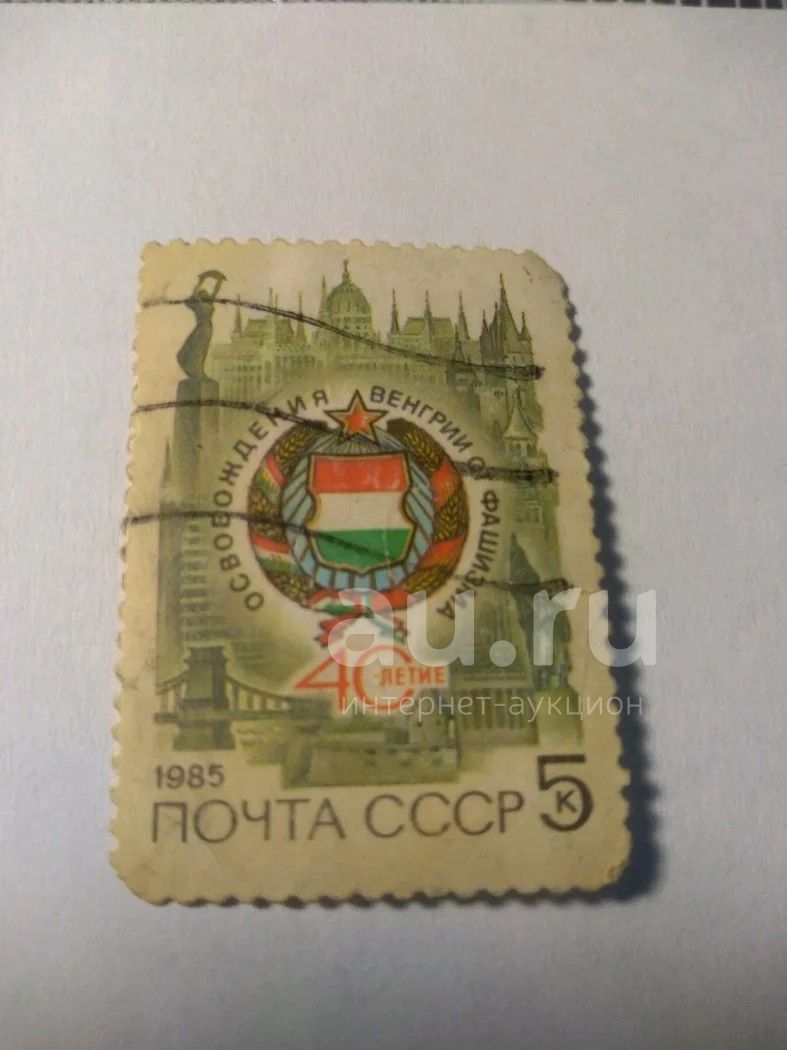 ОСВОБОЖДЕНИЯ ВЕНГРИИ ОТ ФАШИЗМА
40-ЛЕТИЕ
au.ru
интернет-аукцион
1985
ПОЧТА СССР 5 К